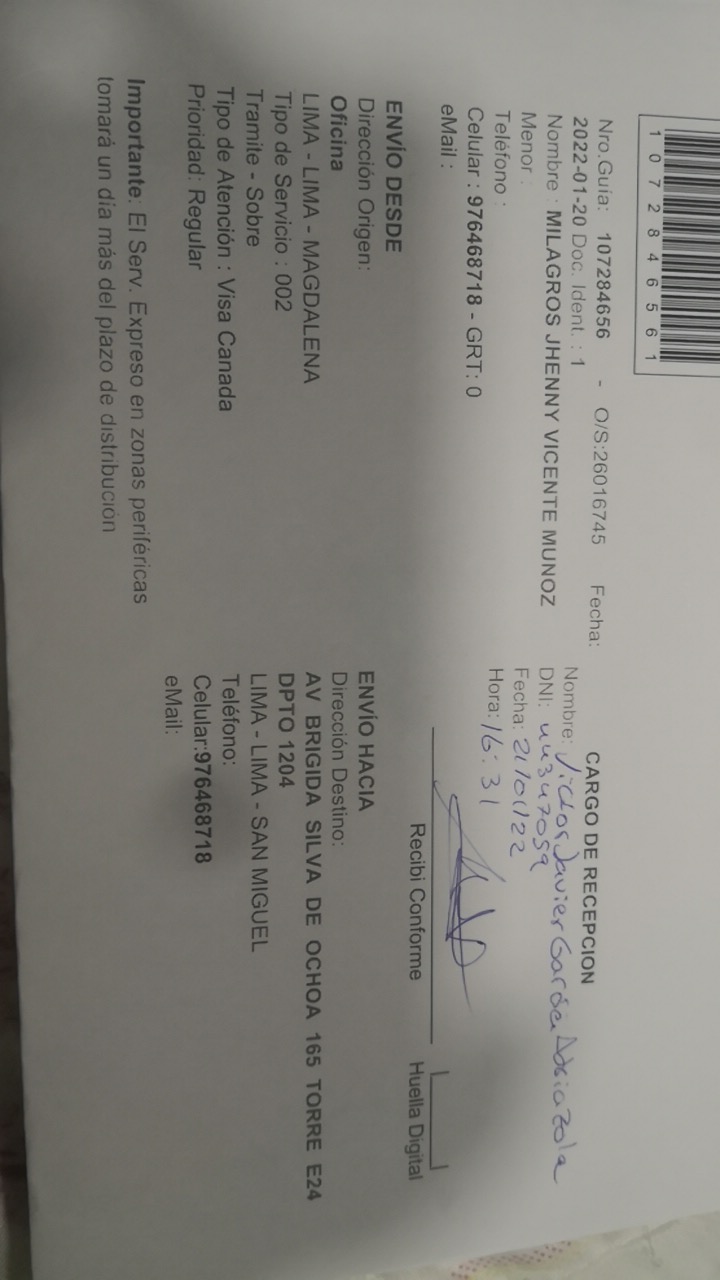 1 0 7 2 8 4 6 5 6 1
Nro.Guía: 107284656 - O/S:26016745 Fecha:
2022-01-20 Doc. Ident. : 1
Nombre : MILAGROS JHENNY VICENTE MUNOZ
Menor :
Teléfono :
Celular : 976468718 - GRT: 0
eMail :
ENVÍO DESDE
Dirección Origen:
Oficina
LIMA - LIMA - MAGDALENA
Tipo de Servicio : 002
Tramite - Sobre
Tipo de Atención : Visa Canada
Prioridad: Regular
Importante: El Serv. Expreso en zonas periféricas
tomará un día más del plazo de distribución
CARGO DE RECEPCION
Nombre: Victor Javier García
DNI: 44347059
Fecha: 21/01/22
Hora: 16:31
Recibi Conforme
Huella Digital
ENVÍO HACIA
Dirección Destino:
AV BRIGIDA SILVA DE OCHOA 165 TORRE E24
DPTO 1204
LIMA - LIMA - SAN MIGUEL
Teléfono:
Celular:976468718
eMail: